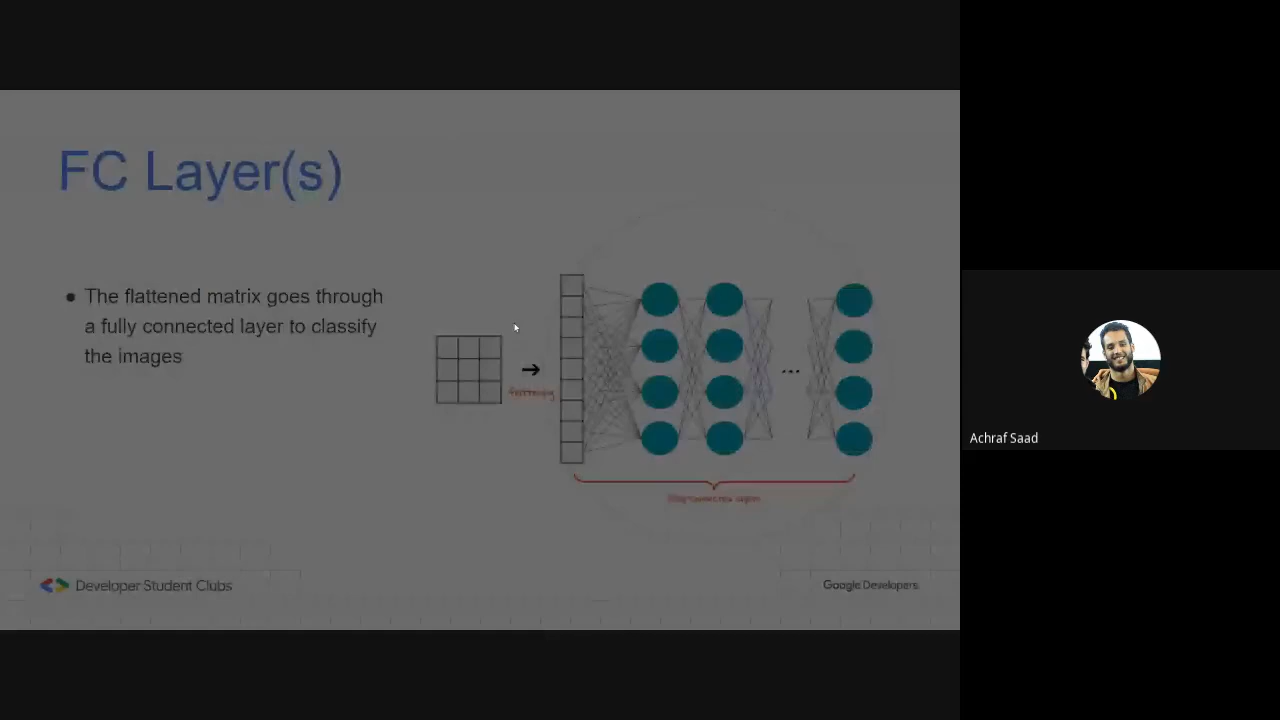 FC Layer(s)
● The flattened matrix goes through
a fully connected layer to classify
the images
...
Developer Student Clubs
Google Developers
Achraf Saad